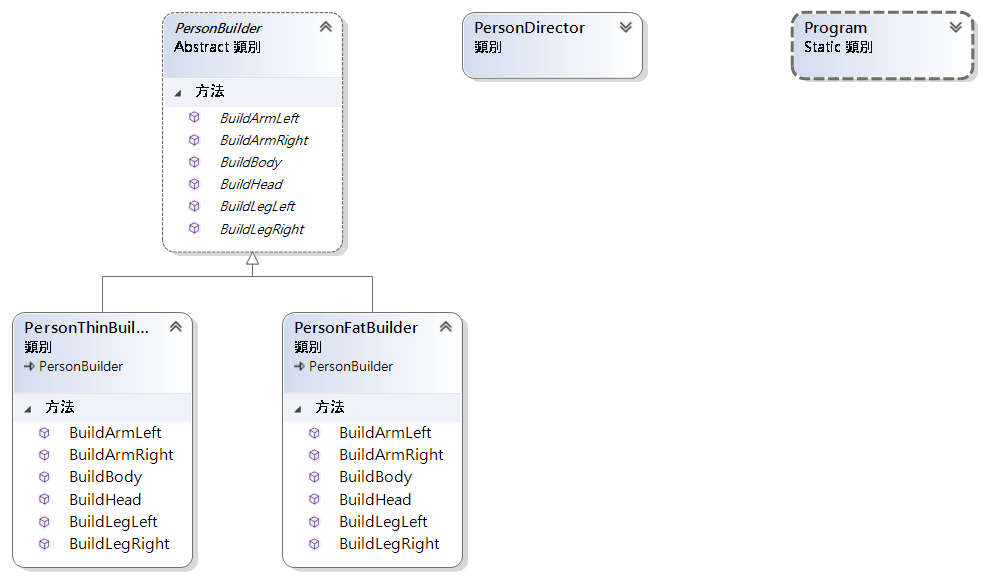 PersonBuilder
Abstract 類別
方法
BuildArmLeft
BuildArmRight
BuildBody
BuildHead
BuildLegLeft
BuildLegRight
PersonDirector
類別
Program
Static 類別
PersonThinBuil...
類別
PersonBuilder
方法
BuildArmLeft
BuildArmRight
BuildBody
BuildHead
BuildLegLeft
BuildLegRight
PersonFatBuilder
類別
PersonBuilder
方法
BuildArmLeft
BuildArmRight
BuildBody
BuildHead
BuildLegLeft
BuildLegRight